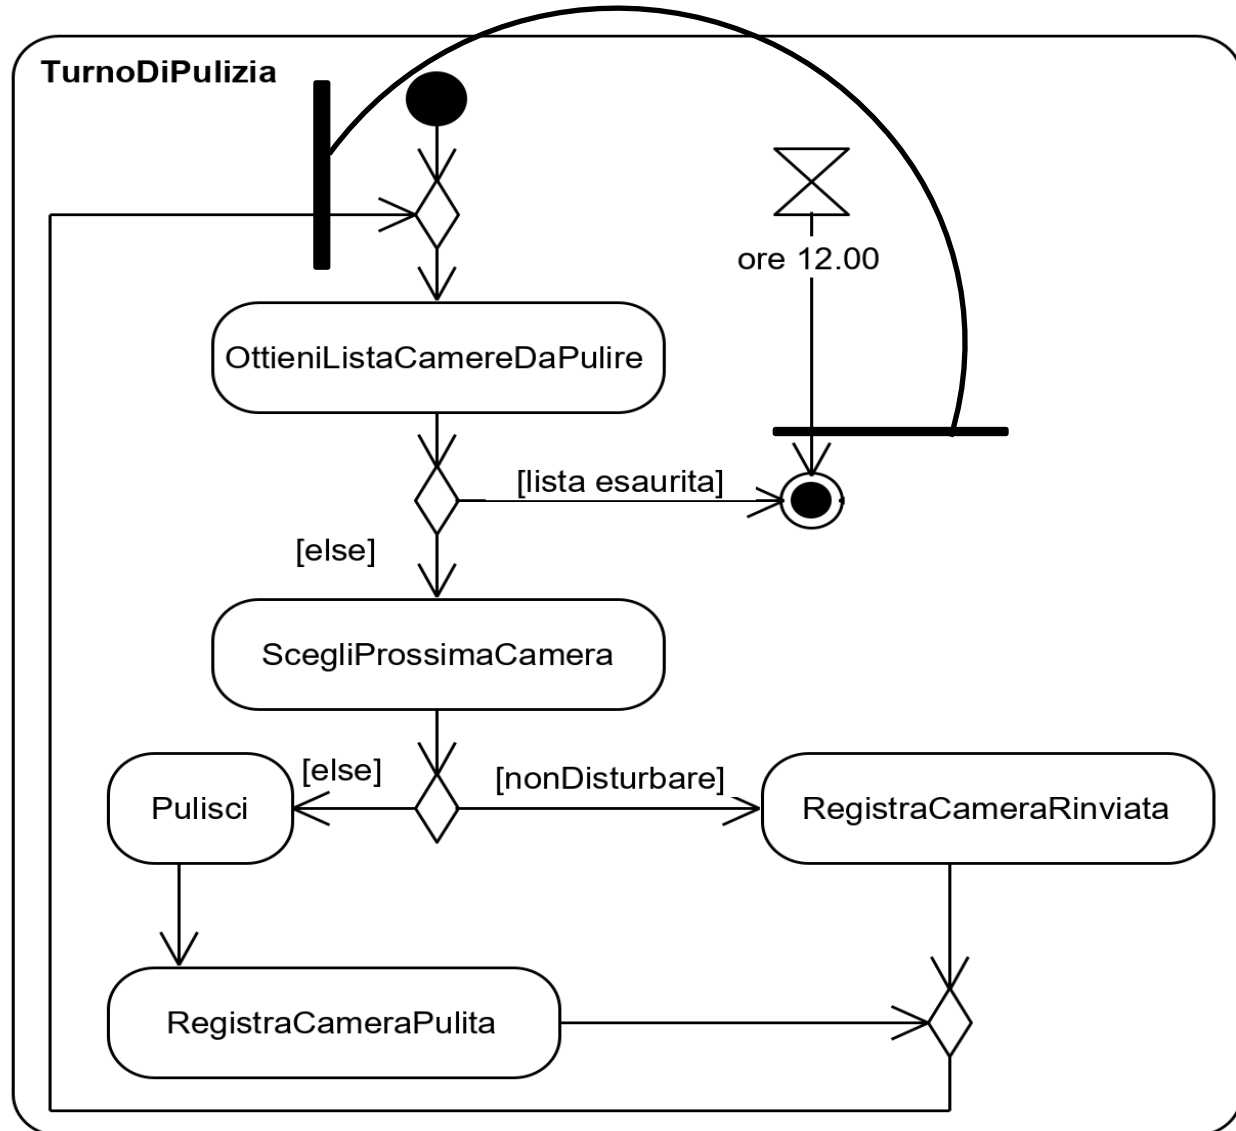 TurnoDiPulizia
ore 12.00
OttieniListaCamereDaPulire
[lista esaurita]
[else]
ScegliProssimaCamera
[else]
[nonDisturbare]
Pulisci
RegistraCameraRinviata
RegistraCameraPulita